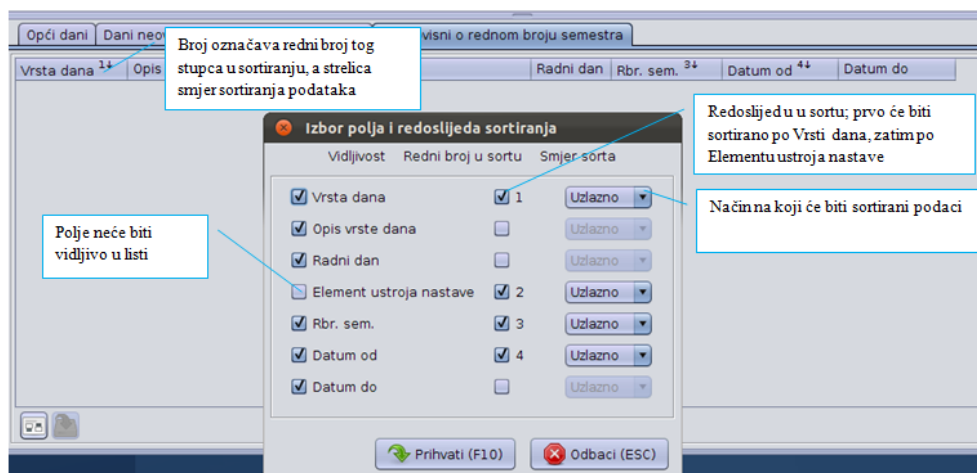 Opći dani
Dani neov
visni o rednom broju semestra
Broj označava redni broj tog
stupca u sortiranju, a strelica
smjer sortiranja podataka
Vrsta dana 1↓
Opis
Radni dan
Rbr. sem. 3↓
Datum od 4↓
Datum do
Redoslijed u u sortu; prvo će biti
sortirano po Vrsti dana, zatim po
Elementu ustroja nastave
Izbor polja i redoslijeda sortiranja
Vidljivost Redni broj u sortu Smjer sorta
Vrsta dana 1 Uzlazno
Opis vrste dana Uzlazno
Radni dan Uzlazno
Element ustroja nastave 2 Uzlazno
Rbr. sem. 3 Uzlazno
Datum od 4 Uzlazno
Datum do Uzlazno
Način na koji će biti sortirani podaci
Polje neće biti
vidljivo u listi
Prihvati (F10)
Odbaci (ESC)